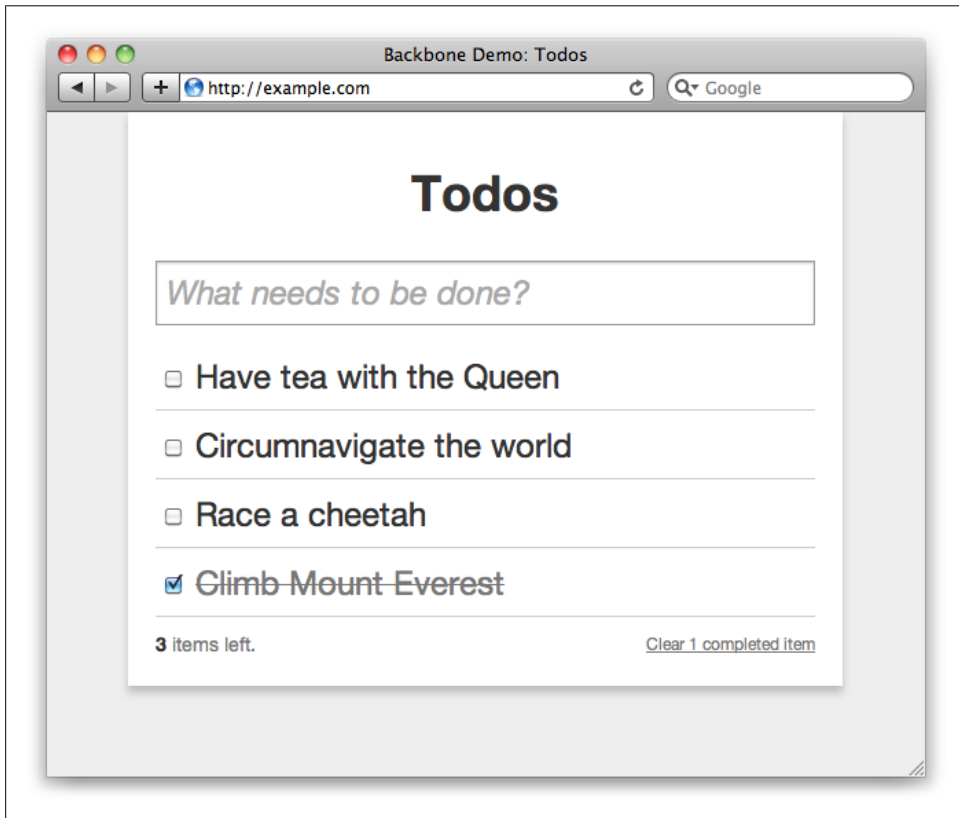 Backbone Demo: Todos
http://example.com
Google
Todos
What needs to be done?
Have tea with the Queen
Circumnavigate the world
Race a cheetah
Climb Mount Everest
3 items left.
Clear 1 completed item